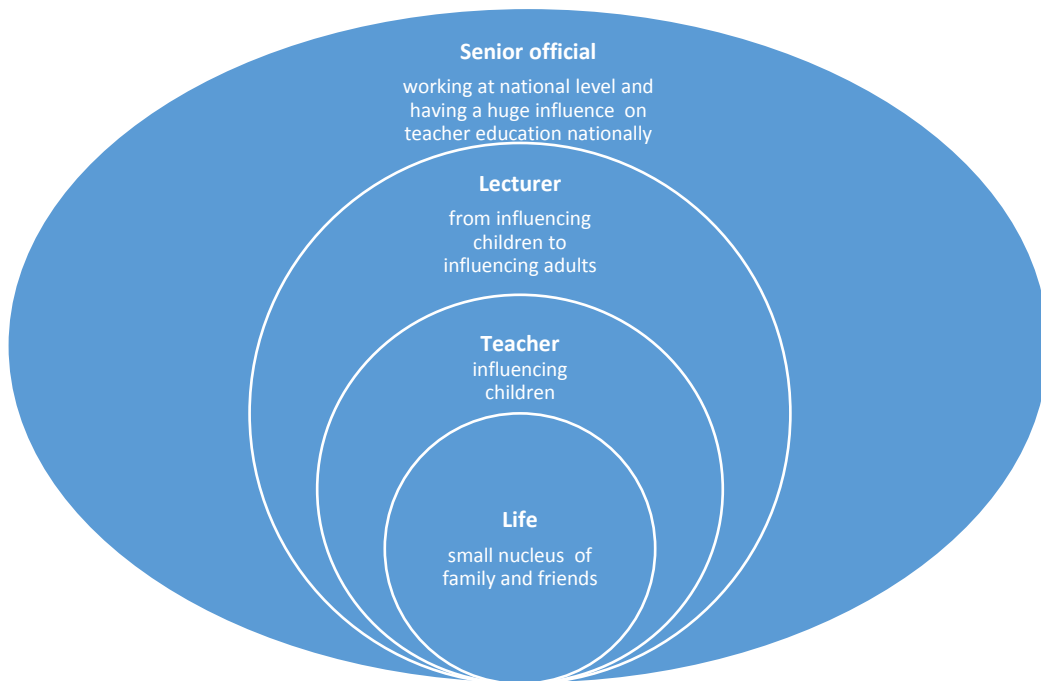 Senior official
working at national level and
having a huge influence on
teacher education nationally
Lecturer
from influencing
children to
influencing adults
Teacher
influencing
children
Life
small nucleus of
family and friends